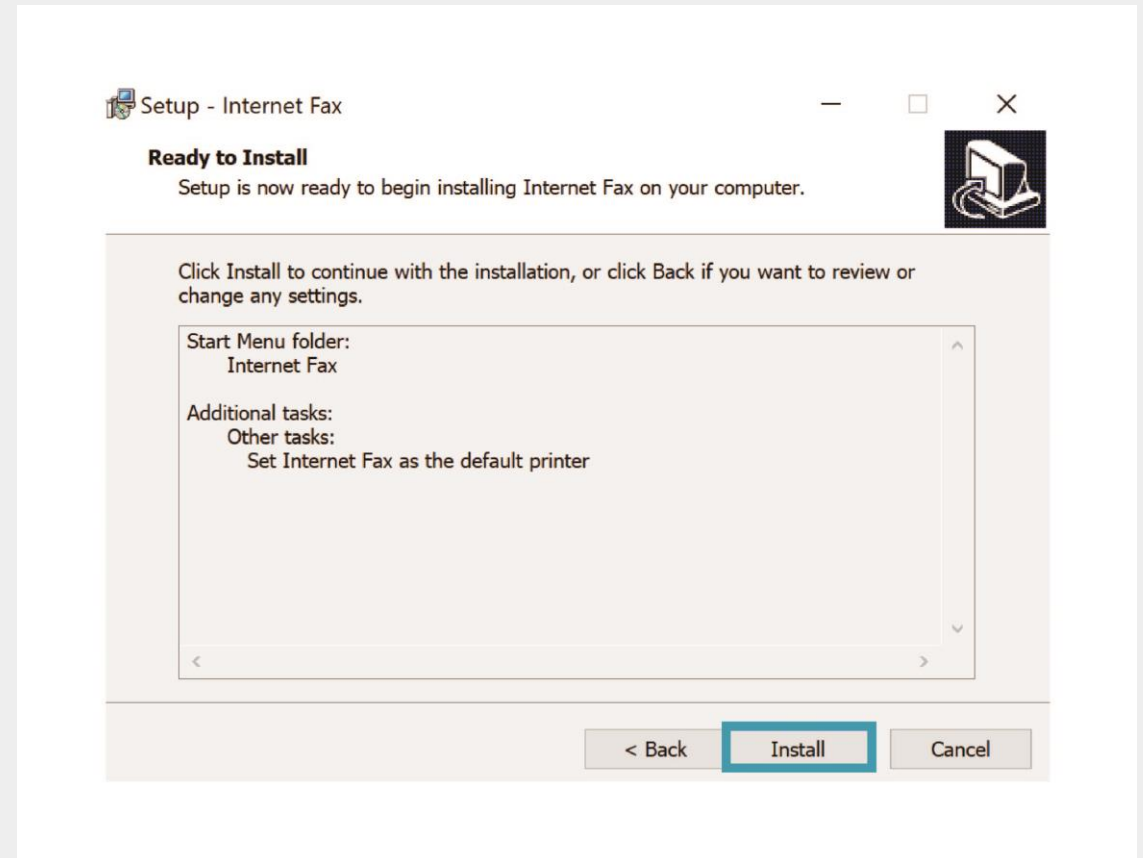 Setup - Internet Fax
Ready to Install
Setup is now ready to begin installing Internet Fax on your computer.
Click Install to continue with the installation, or click Back if you want to review or
change any settings.
Start Menu folder:
Internet Fax
Additional tasks:
Other tasks:
Set Internet Fax as the default printer
< Back Install Cancel